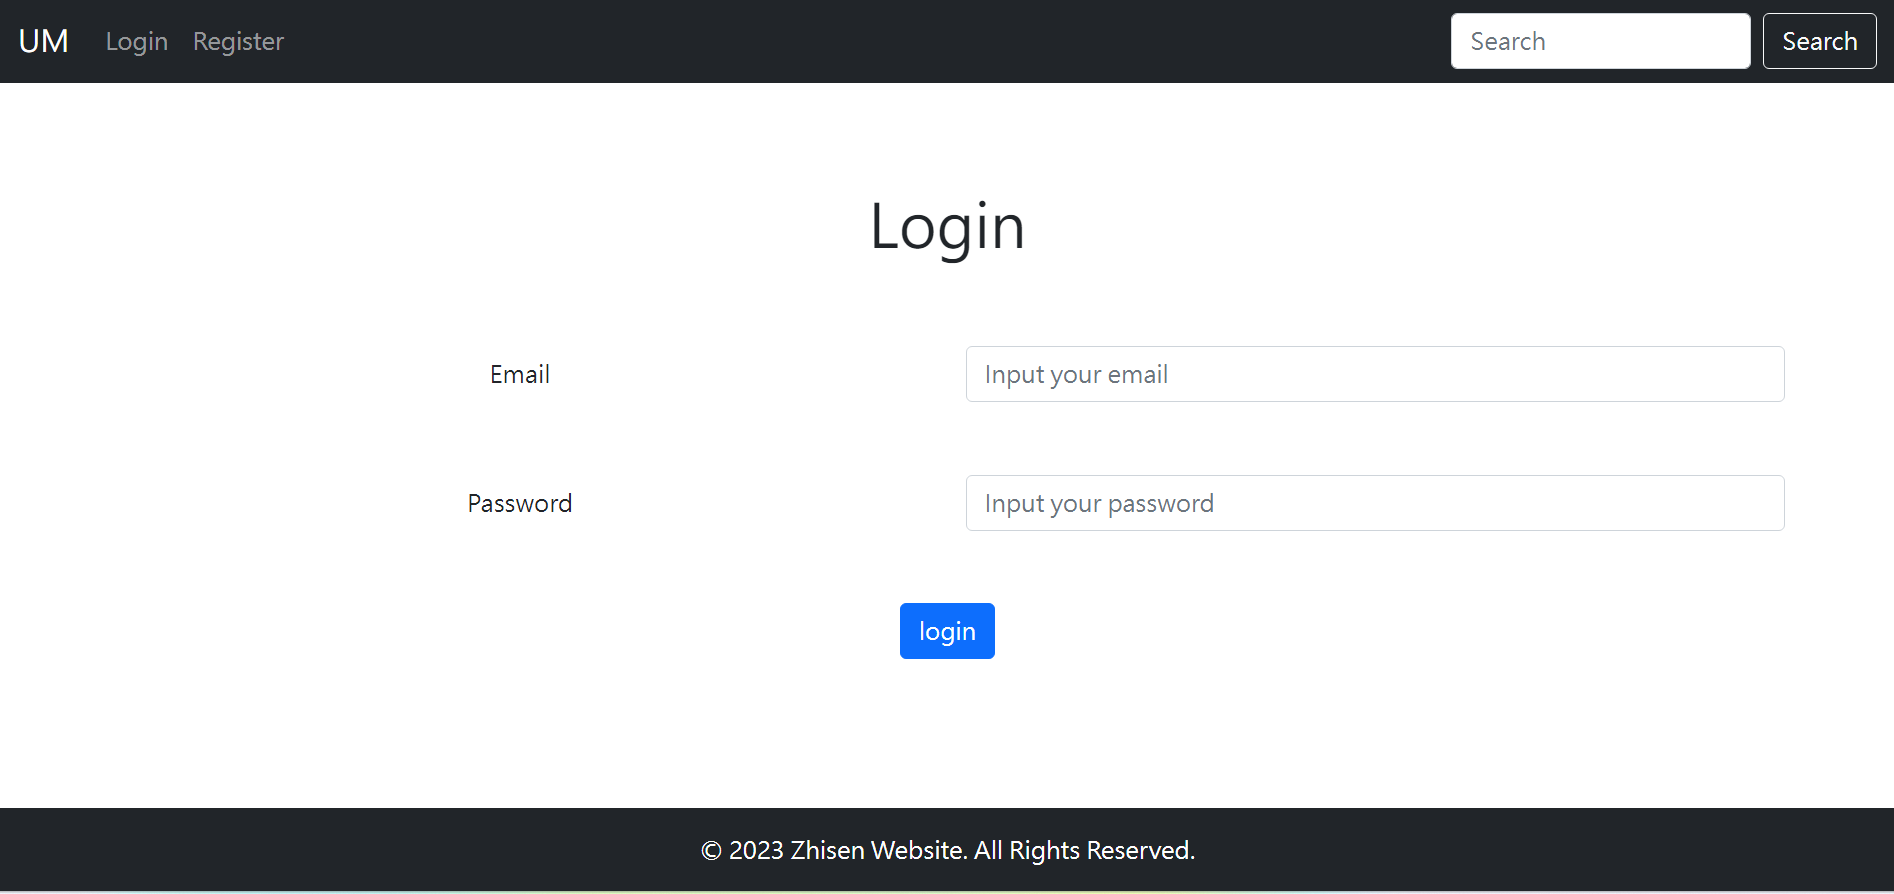 UM Login Register Search Search
Login
Email Input your email
Password Input your password
login
© 2023 Zhisen Website. All Rights Reserved.